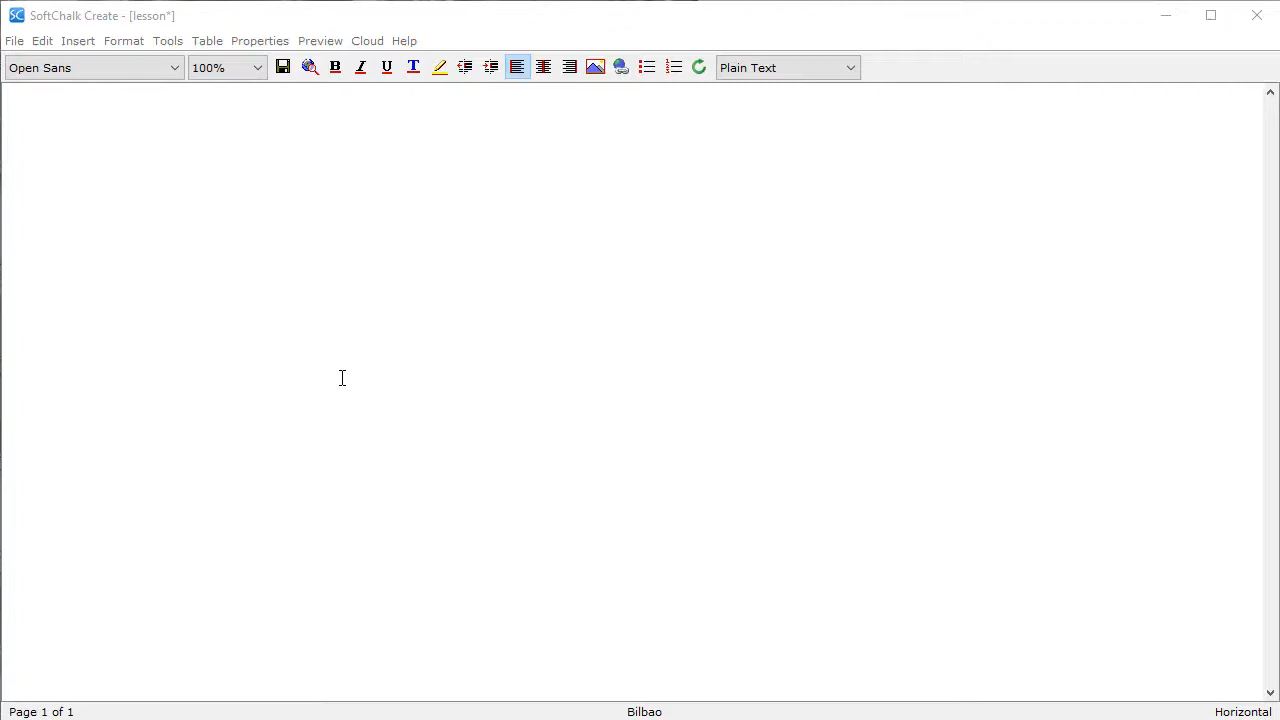 SC SoftChalk Create - [lesson*]
File Edit Insert Format Tools Table Properties Preview Cloud Help
Open Sans 100% B I U T Plain Text
Page 1 of 1 Bilbao Horizontal